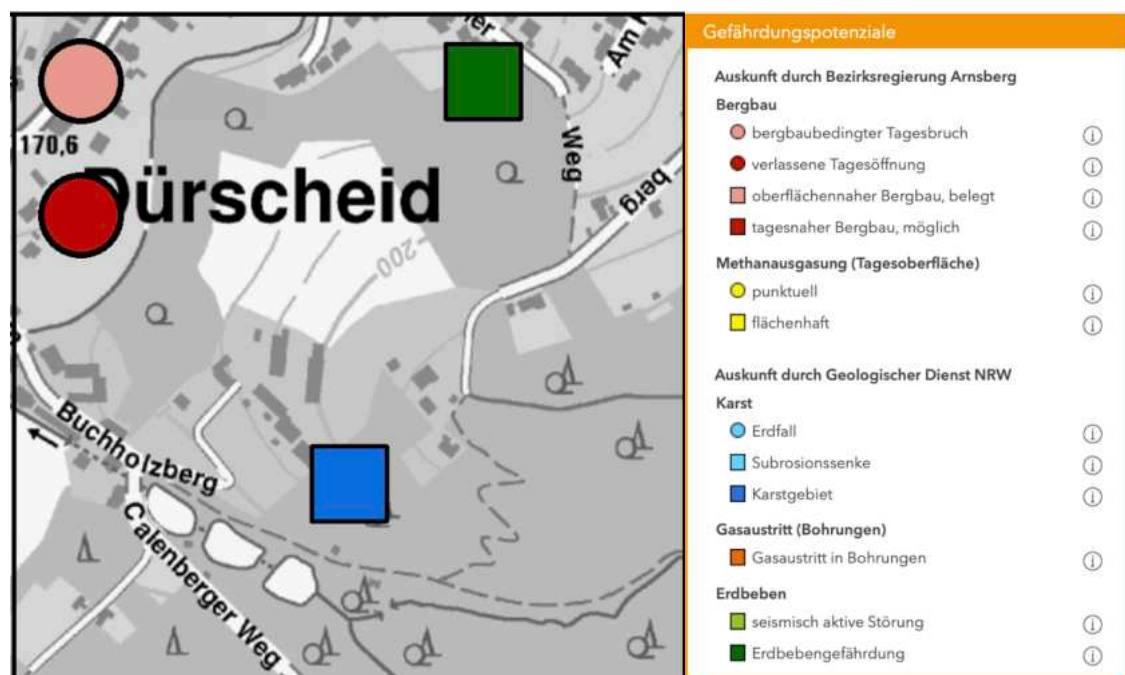 170,6
Dürscheid
Weg
Am
berg
200
Buchholzberg
Calenberger Weg
Gefährdungspotenziale
Auskunft durch Bezirksregierung Arnsberg
Bergbau
bergbaubedingter Tagesbruch
verlassene Tagesöffnung
oberflächennaher Bergbau, belegt
tagesnaher Bergbau, möglich
Methanausgasung (Tagesoberfläche)
punktuell
flächenhaft
Auskunft durch Geologischer Dienst NRW
Karst
Erdfall
Subrosionssenke
Karstgebiet
Gasaustritt (Bohrungen)
Gasaustritt in Bohrungen
Erdbeben
seismisch aktive Störung
Erdbebengefährdung